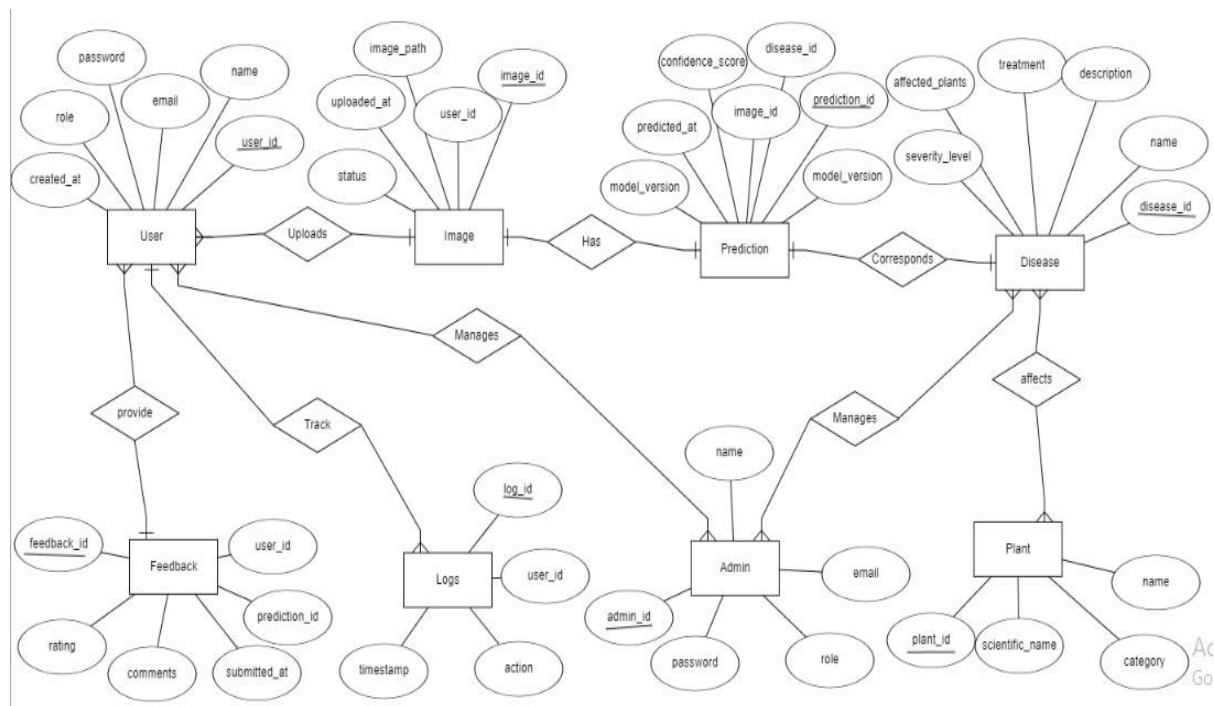 image_path
disease_id
password
name
confidence_score
treatment
image_id
affected_plants
description
email
uploaded_at
user_id
image_id
prediction_id
role
predicted_at
name
user_id
severity_level
created_at
status
model_version
model_version
disease_id
User
Uploads
Image
Has
Prediction
Corresponds
Disease
Manages
affects
provide
Track
Manages
name
log_id
feedback_id
user_id
Feedback
Logs
user_id
Admin
email
Plant
name
prediction_id
admin_id
rating
comments
submitted_at
timestamp
action
password
role
plant_id
scientific_name
category
Go